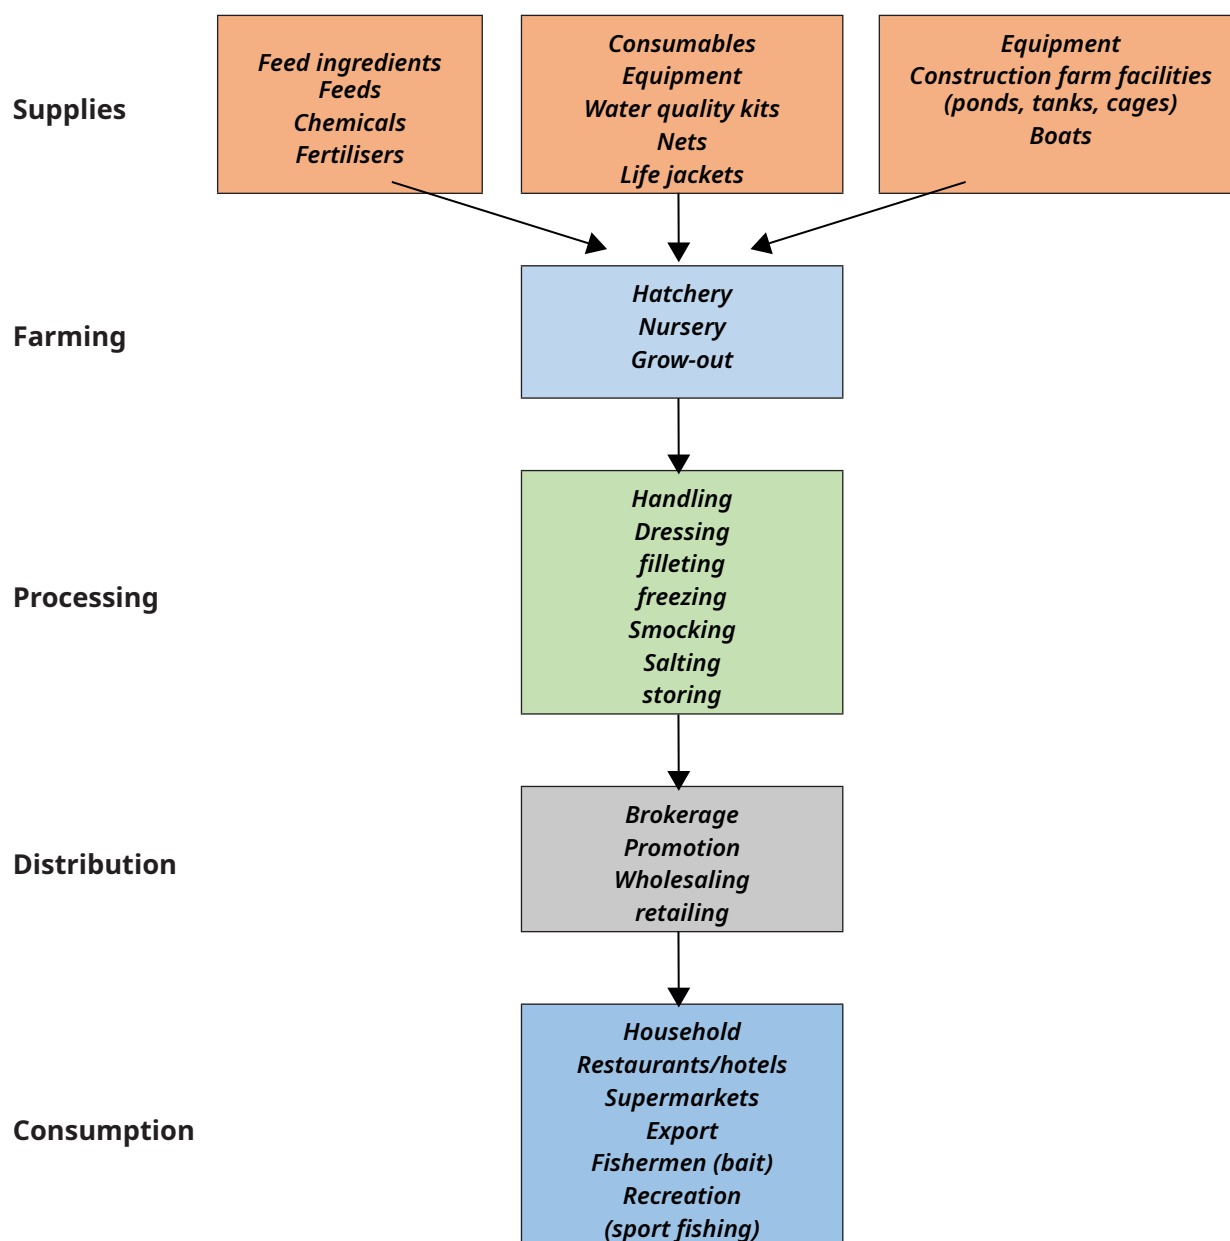 Supplies
Feed ingredients
Feeds
Chemicals
Fertilisers
Consumables
Equipment
Water quality kits
Nets
Life jackets
Equipment
Construction farm facilities
(ponds, tanks, cages)
Boats
Farming
Hatchery
Nursery
Grow-out
Processing
Handling
Dressing
filleting
freezing
Smocking
Salting
storing
Distribution
Brokerage
Promotion
Wholesaling
retailing
Consumption
Household
Restaurants/hotels
Supermarkets
Export
Fishermen (bait)
Recreation
(sport fishing)